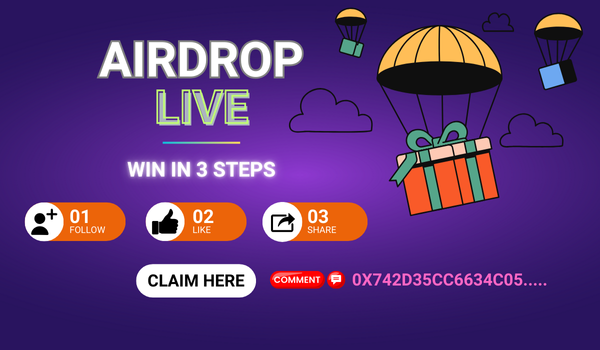 AIRDROP
LIVE
WIN IN 3 STEPS
01
FOLLOW
02
LIKE
03
SHARE
CLAIM HERE
COMMENT
0X742D35CC6634C05.....